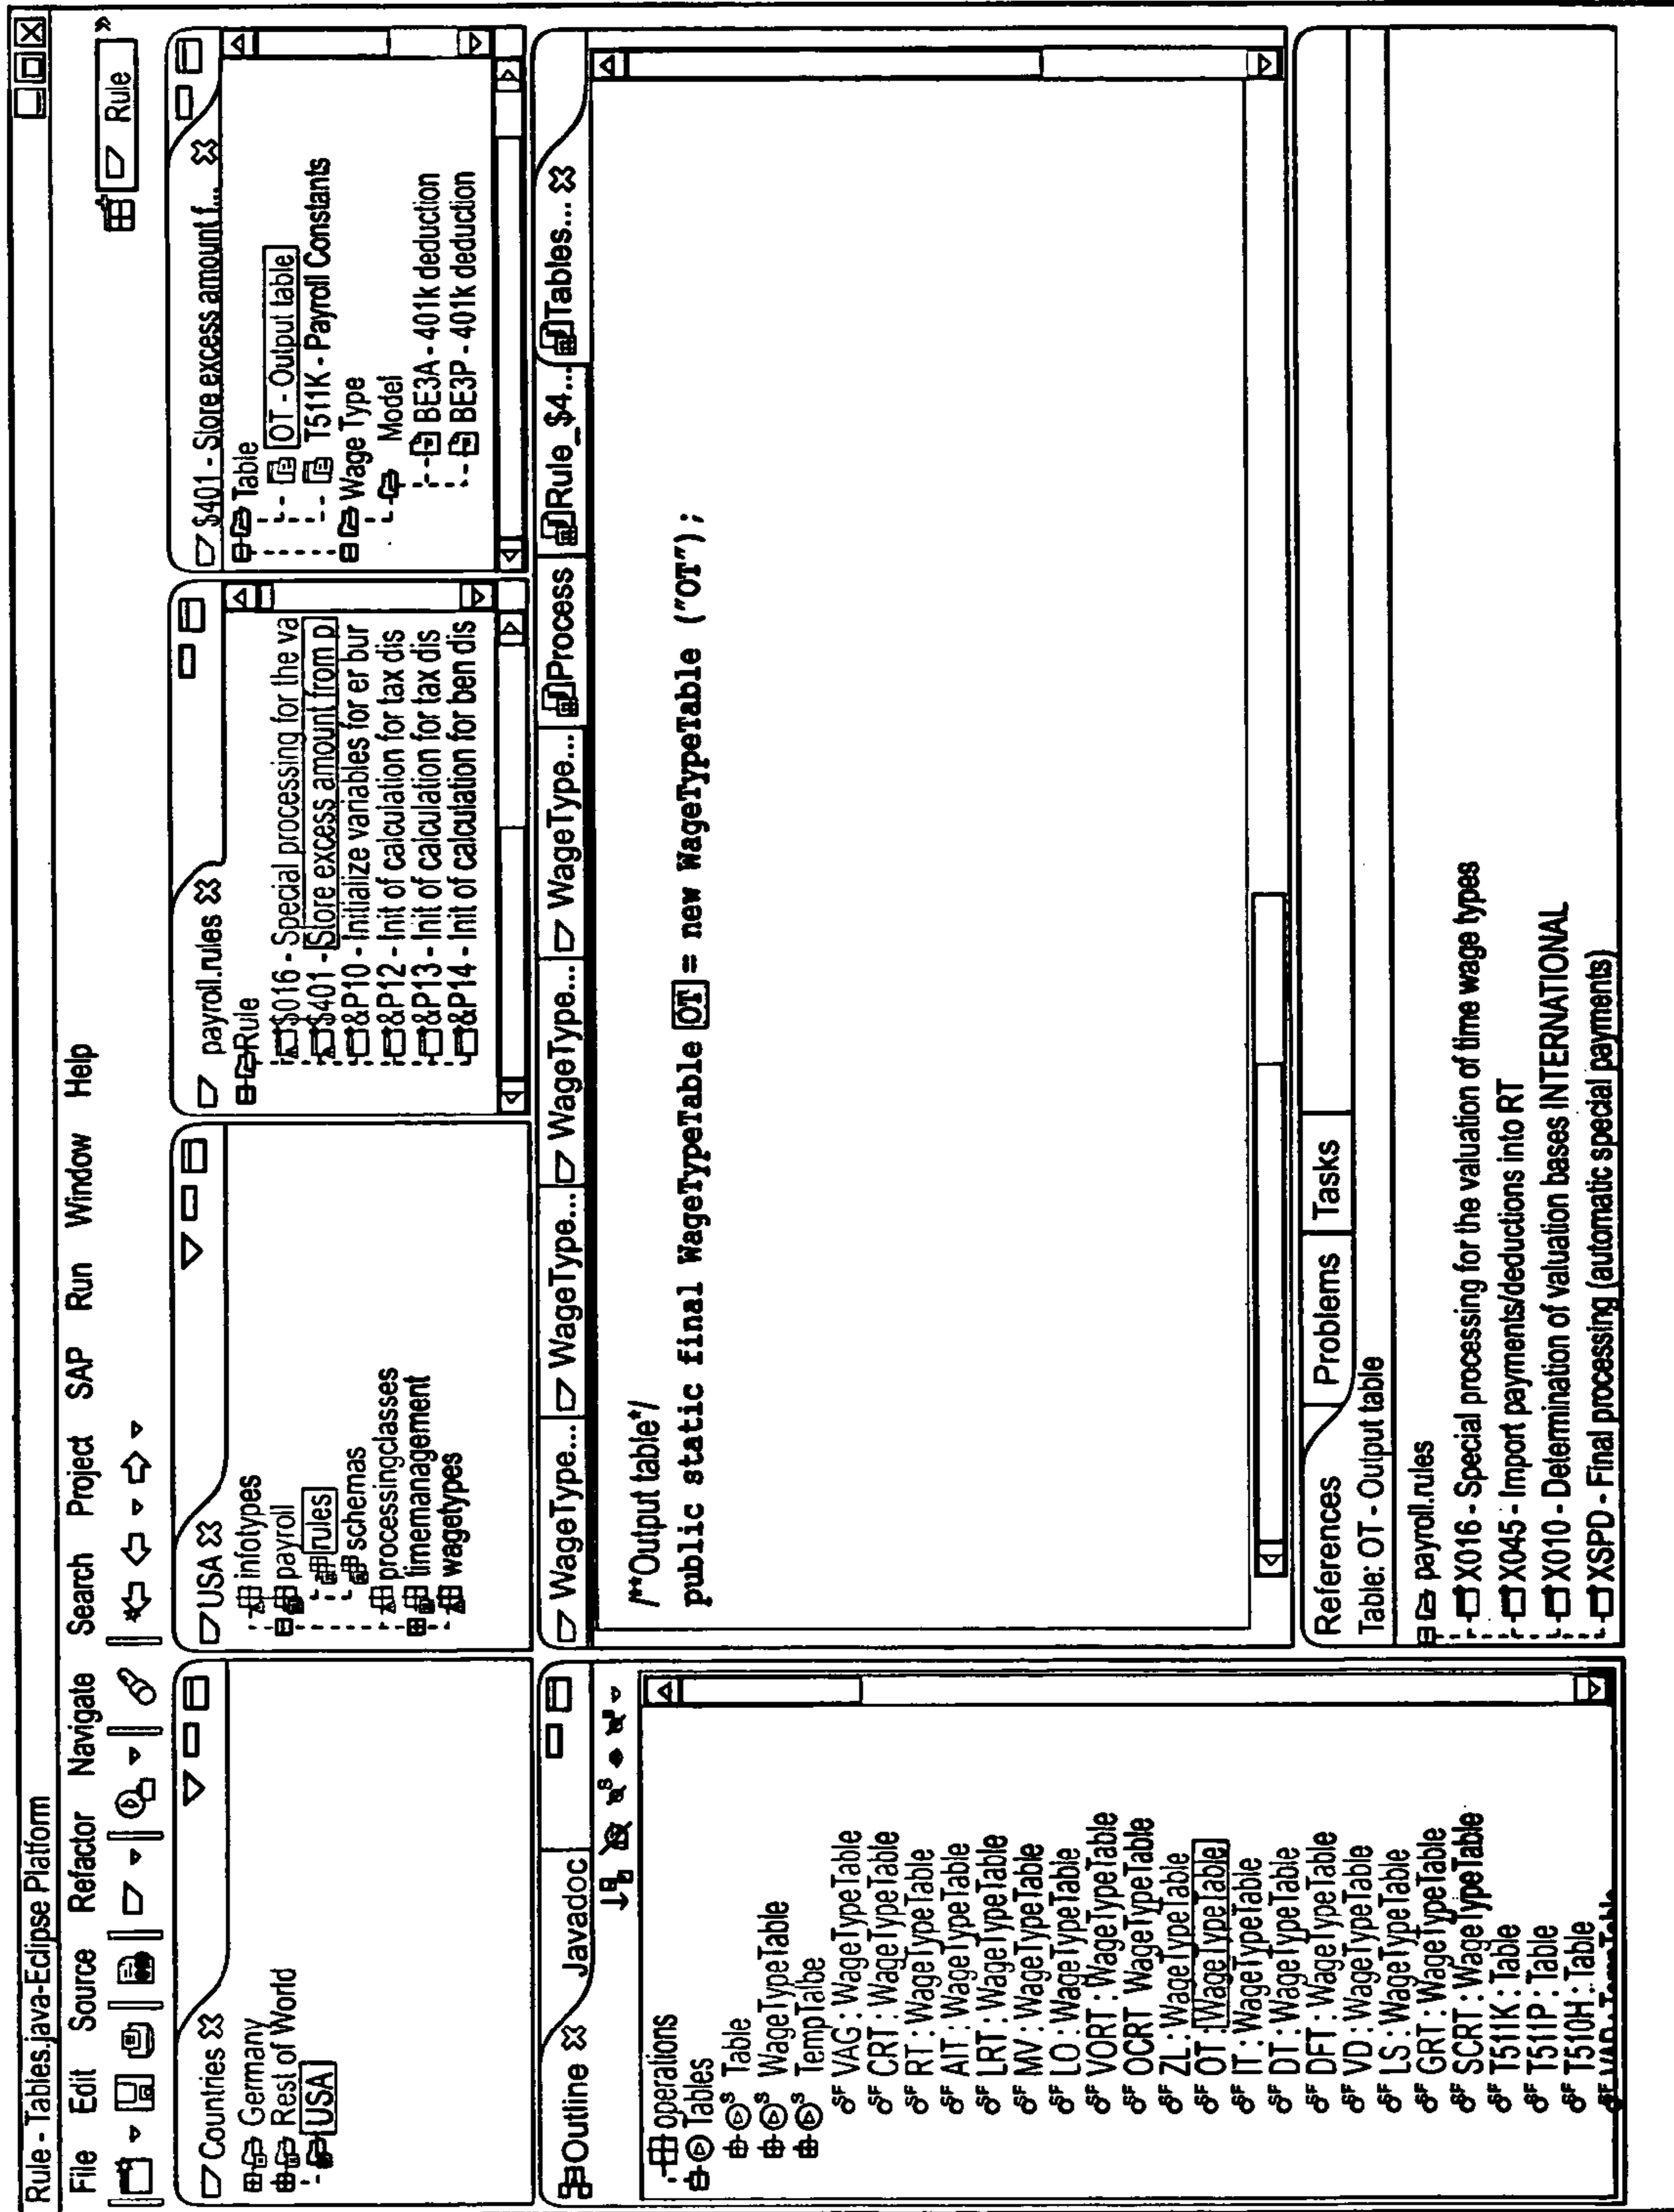 Rule - Tables.java-Eclipse Platform
File Edit Source Refactor Navigate Search Project SAP Run Window Help
Rule
Countries
Germany
Rest of World
USA
USA
infotypes
payroll
rules
schemas
processingclasses
timemanagement
wagetypes
payroll.rules
Rule
$016 - Special processing for the va
$401 - Store excess amount from p
&P10 - Initialize variables for er bur
&P12 - Init of calculation for tax dis
&P13 - Init of calculation for tax dis
&P14 - Init of calculation for ben dis
$401 - Store excess amount f...
Table
OT - Output table
T511K - Payroll Constants
Wage Type
Model
BE3A - 401k deduction
BE3P - 401k deduction
Outline Javadoc
operations
Tables
Table
WageTypeTable
TempTalbe
VAG : WageTypeTable
CRT : WageTypeTable
RT : WageTypeTable
AIT : WageTypeTable
LRT : WageTypeTable
MV : WageTypeTable
LO : WageTypeTable
VORT : WageTypeTable
OCRT WageTypeTable
ZL : WageTypeTable
OT : WageTypeTable
IT : WageTypeTable
DT : WageTypeTable
DFT : WageTypeTable
VD : WageTypeTable
LS : WageTypeTable
GRT : WageTypeTable
SCRT : WageTypeTable
T511K : Table
T511P : Table
T510H : Table
WageType... WageType... WageType... WageType... Process Rule_$4... Tables...
/**Output table*/
public static final WageTypeTable OT = new WageTypeTable ("OT");
References Problems Tasks
Table: OT - Output table
payroll.rules
X016 - Special processing for the valuation of time wage types
X045 - Import payments/deductions into RT
X010 - Determination of valuation bases INTERNATIONAL
XSPD - Final processing (automatic special payments)